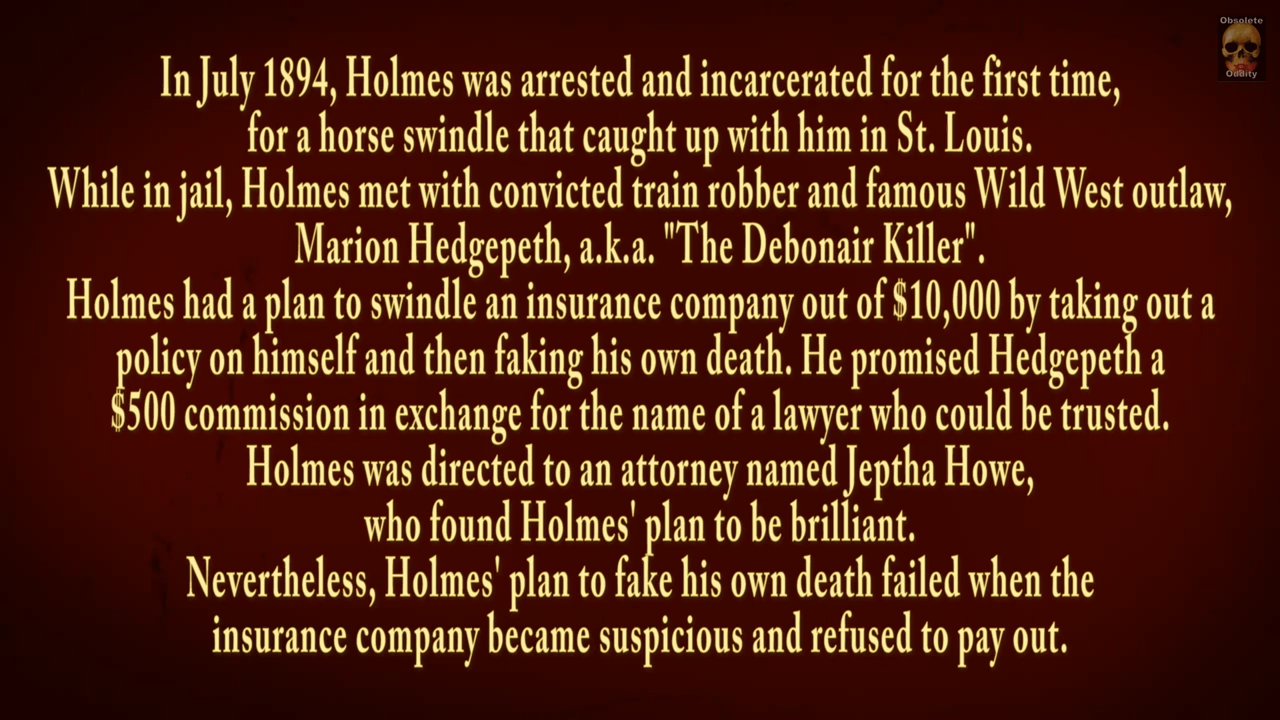 Obsolete
Oddity
In July 1894, Holmes was arrested and incarcerated for the first time,
for a horse swindle that caught up with him in St. Louis.
While in jail, Holmes met with convicted train robber and famous Wild West outlaw,
Marion Hedgepeth, a.k.a. "The Debonair Killer".
Holmes had a plan to swindle an insurance company out of $10,000 by taking out a
policy on himself and then faking his own death. He promised Hedgepeth a
$500 commission in exchange for the name of a lawyer who could be trusted.
Holmes was directed to an attorney named Jeptha Howe,
who found Holmes' plan to be brilliant.
Nevertheless, Holmes' plan to fake his own death failed when the
insurance company became suspicious and refused to pay out.